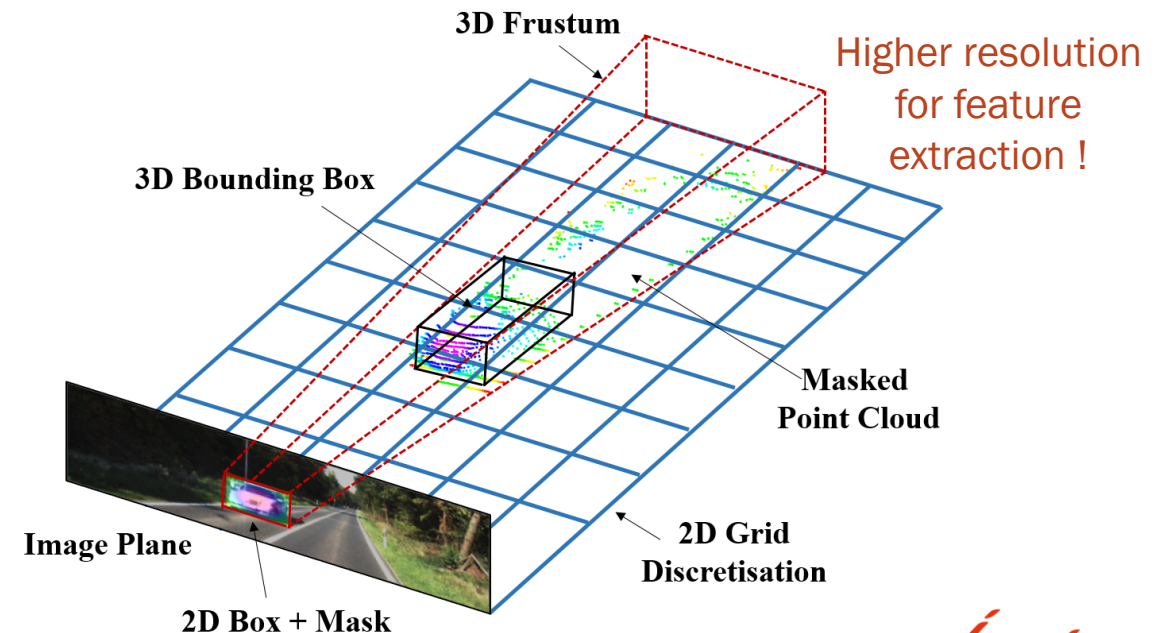 3D Frustum
Higher resolution
for feature
extraction !
3D Bounding Box
Masked
Point Cloud
2D Grid
Discretisation
Image Plane
2D Box + Mask